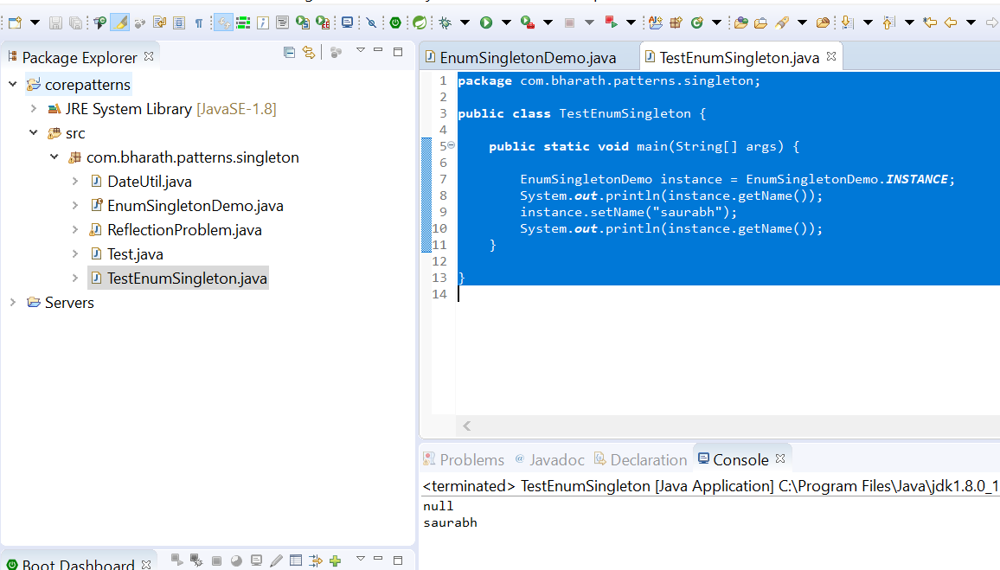 Package Explorer
corepatterns
JRE System Library [JavaSE-1.8]
src
com.bharath.patterns.singleton
DateUtil.java
EnumSingletonDemo.java
ReflectionProblem.java
Test.java
TestEnumSingleton.java
Servers
EnumSingletonDemo.java
TestEnumSingleton.java
1 package com.bharath.patterns.singleton;
2
3 public class TestEnumSingleton {
4
5 public static void main(String[] args) {
6
7 EnumSingletonDemo instance = EnumSingletonDemo.INSTANCE;
8 System.out.println(instance.getName());
9 instance.setName("saurabh");
10 System.out.println(instance.getName());
11 }
12
13 }
14
Problems @ Javadoc Declaration Console
<terminated> TestEnumSingleton [Java Application] C:\Program Files\Java\jdk1.8.0_1
null
saurabh
Boot Dashboard